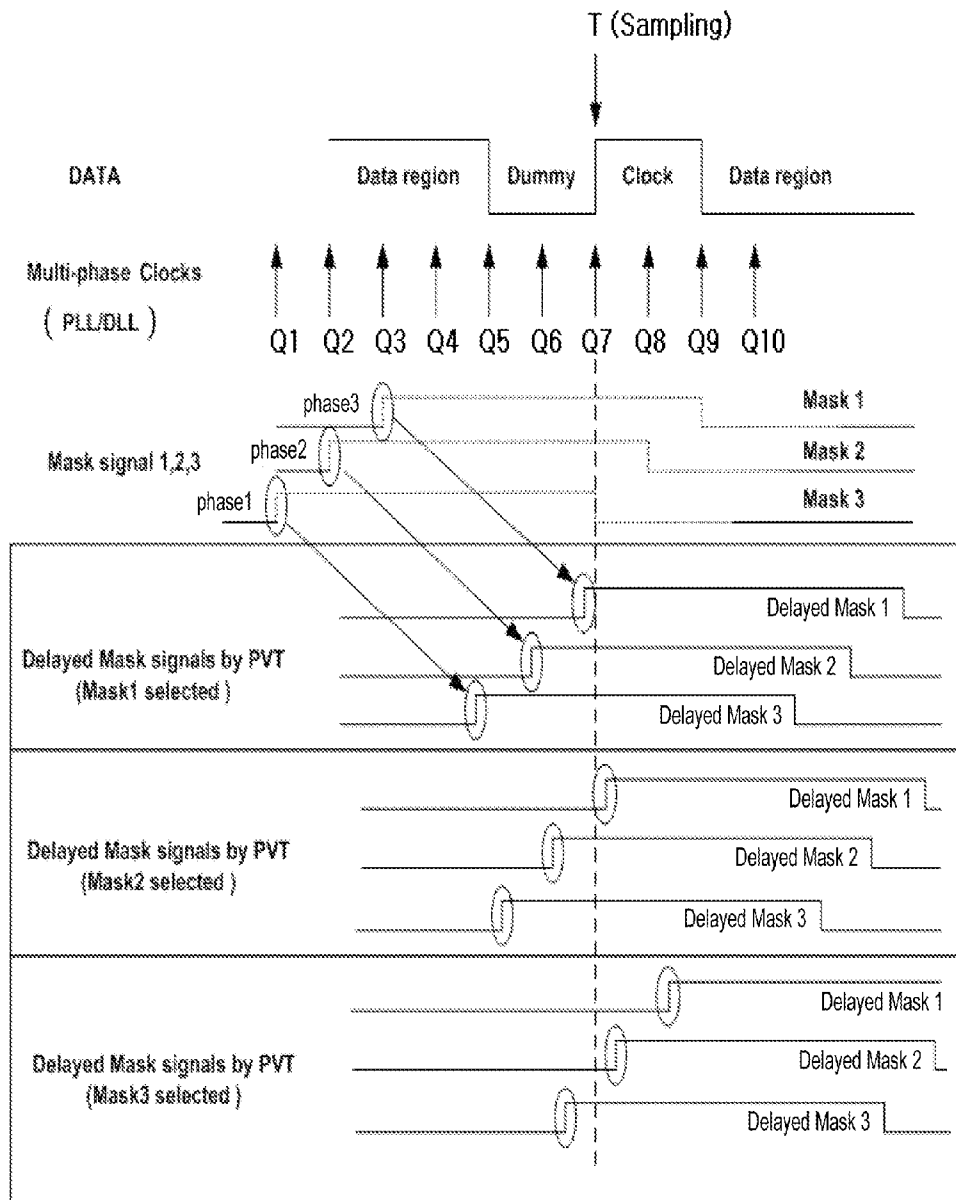 T (Sampling)
DATA
Data region
Dummy
Clock
Data region
Multi-phase Clocks
( PLL/DLL )
Q1 Q2 Q3 Q4 Q5 Q6 Q7 Q8 Q9 Q10
phase3
Mask 1
Mask signal 1,2,3
phase2
Mask 2
phase1
Mask 3
Delayed Mask signals by PVT
(Mask1 selected )
Delayed Mask 1
Delayed Mask 2
Delayed Mask 3
Delayed Mask signals by PVT
(Mask2 selected )
Delayed Mask 1
Delayed Mask 2
Delayed Mask 3
Delayed Mask signals by PVT
(Mask3 selected )
Delayed Mask 1
Delayed Mask 2
Delayed Mask 3